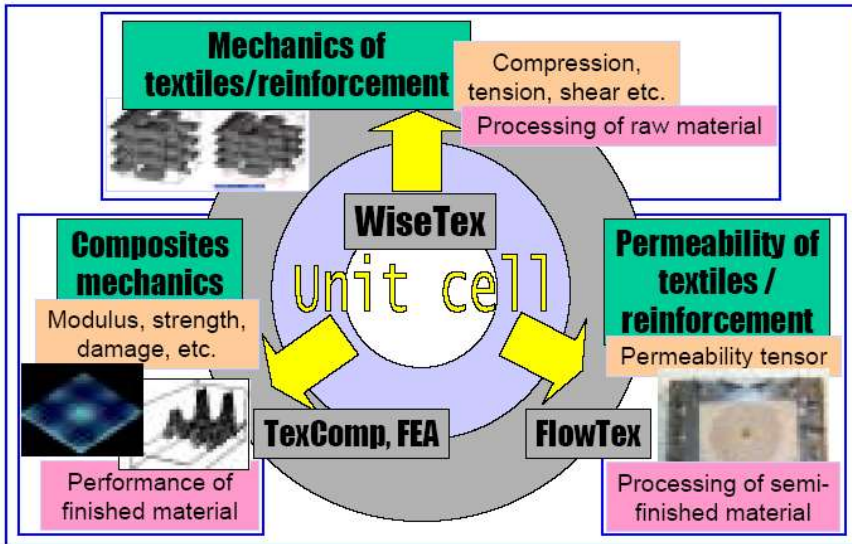 Mechanics of
textiles/reinforcement
Compression,
tension, shear etc.
Processing of raw material
WiseTex
Unit cell
Composites
mechanics
Modulus, strength,
damage, etc.
TexComp, FEA
Performance of
finished material
Permeability of
textiles /
reinforcement
Permeability tensor
FlowTex
Processing of semi-
finished material